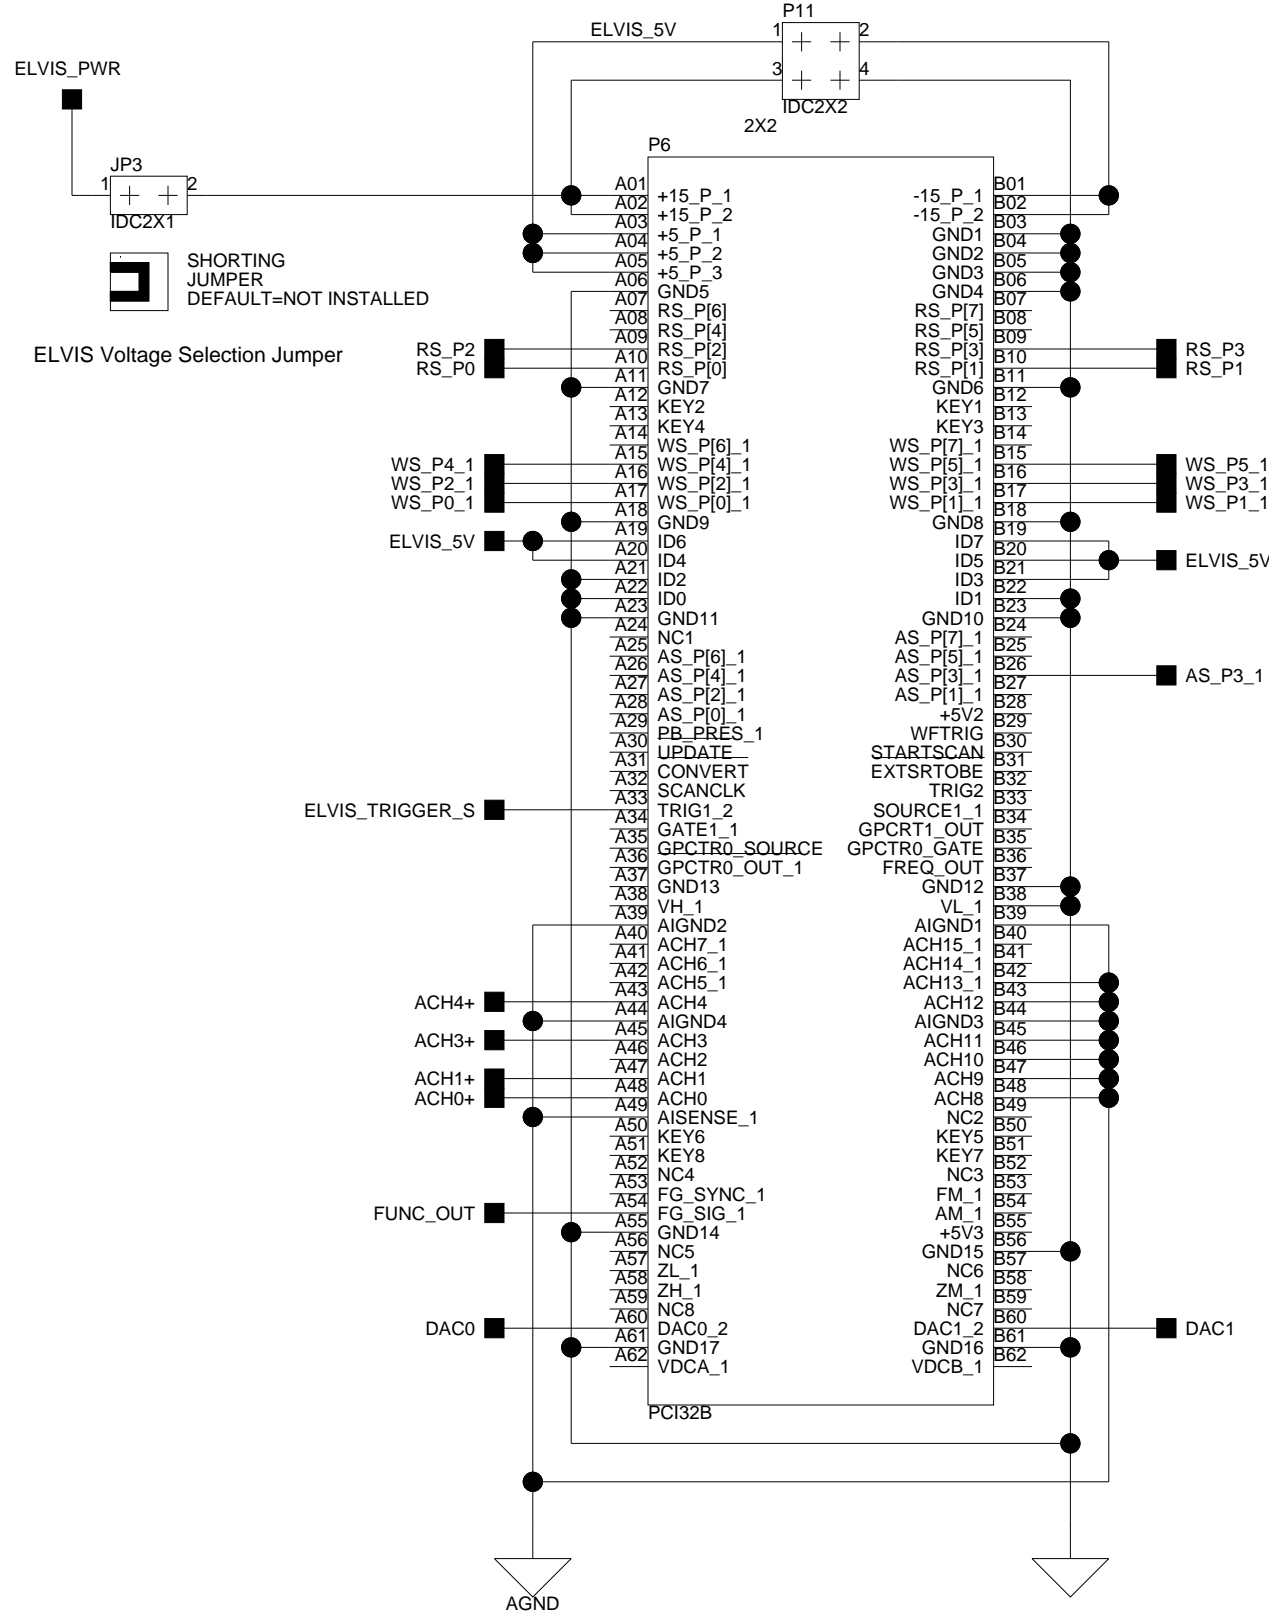 P11
ELVIS_5V 1 2
3 4
IDC2X2
2X2
ELVIS_PWR
P6
JP3
1 2
IDC2X1
SHORTING
JUMPER
DEFAULT=NOT INSTALLED
ELVIS Voltage Selection Jumper
A01 +15_P_1 -15_P_1 B01
A02 +15_P_2 -15_P_2 B02
A03 +5_P_1 GND1 B03
A04 +5_P_2 GND2 B04
A05 +5_P_3 GND3 B05
A06 GND5 GND4 B06
A07 RS_P[6] RS_P[7] B07
A08 RS_P[4] RS_P[5] B08
RS_P2 A09 RS_P[2] RS_P[3] B09 RS_P3
RS_P0 A10 RS_P[0] RS_P[1] B10 RS_P1
A11 GND7 GND6 B11
A12 KEY2 KEY1 B12
A13 KEY4 KEY3 B13
A14 WS_P[6]_1 WS_P[7]_1 B14
WS_P4_1 A15 WS_P[4]_1 WS_P[5]_1 B15 WS_P5_1
WS_P2_1 A16 WS_P[2]_1 WS_P[3]_1 B16 WS_P3_1
WS_P0_1 A17 WS_P[0]_1 WS_P[1]_1 B17 WS_P1_1
A18 GND9 GND8 B18
ELVIS_5V A19 ID6 ID7 B19
A20 ID4 ID5 B20 ELVIS_5V
A21 ID2 ID3 B21
A22 ID0 ID1 B22
A23 GND11 GND10 B23
A24 NC1 AS_P[7]_1 B24
A25 AS_P[6]_1 AS_P[5]_1 B25
A26 AS_P[4]_1 AS_P[3]_1 B26 AS_P3_1
A27 AS_P[2]_1 AS_P[1]_1 B27
A28 AS_P[0]_1 +5V2 B28
A29 PB_PRES_1 WFTRIG B29
A30 UPDATE STARTSCAN B30
A31 CONVERT EXTSRTOBE B31
A32 SCANCLK TRIG2 B32
ELVIS_TRIGGER_S A33 TRIG1_2 SOURCE1_1 B33
A34 GATE1_1 GPCRT1_OUT B34
A35 GPCTR0_SOURCE GPCTR0_GATE B35
A36 GPCTR0_OUT_1 FREQ_OUT B36
A37 GND13 GND12 B37
A38 VH_1 VL_1 B38
A39 AIGND2 AIGND1 B39
A40 ACH7_1 ACH15_1 B40
A41 ACH6_1 ACH14_1 B41
A42 ACH5_1 ACH13_1 B42
ACH4+ A43 ACH4 ACH12 B43
A44 AIGND4 AIGND3 B44
ACH3+ A45 ACH3 ACH11 B45
A46 ACH2 ACH10 B46
ACH1+ A47 ACH1 ACH9 B47
ACH0+ A48 ACH0 ACH8 B48
A49 AISENSE_1 NC2 B49
A50 KEY6 KEY5 B50
A51 KEY8 KEY7 B51
A52 NC4 NC3 B52
A53 FG_SYNC_1 FM_1 B53
FUNC_OUT A54 FG_SIG_1 AM_1 B54
A55 GND14 +5V3 B55
A56 NC5 GND15 B56
A57 ZL_1 NC6 B57
A58 ZH_1 ZM_1 B58
A59 NC8 NC7 B59
DAC0 A60 DAC0_2 DAC1_2 B60 DAC1
A61 GND17 GND16 B61
A62 VDCA_1 VDCB_1 B62
PCI32B
AGND